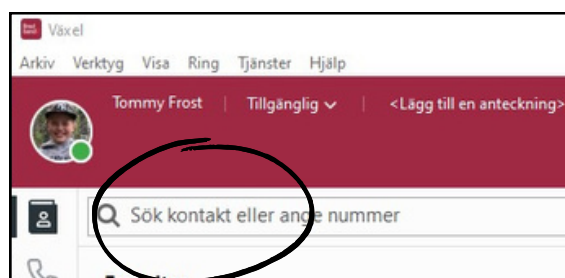 Växel
Arkiv Verktyg Visa Ring Tjänster Hjälp
Tommy Frost | Tillgänglig | <Lägg till en anteckning>
Sök kontakt eller ange nummer